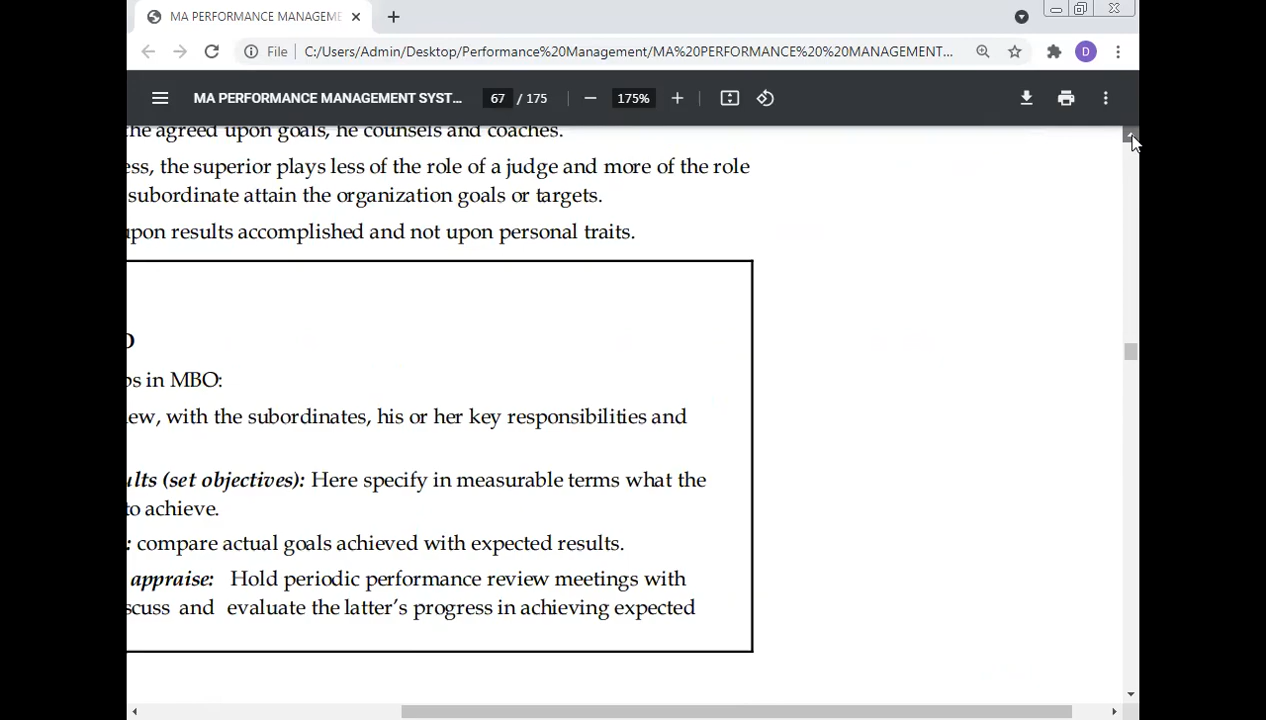 MA PERFORMANCE MANAGEME
File C:/Users/Admin/Desktop/Performance%20Management/MA%20PERFORMANCE%20%20MANAGEMENT... D
MA PERFORMANCE MANAGEMENT SYST... 67 / 175 175%
the agreed upon goals, he counsels and coaches.
ess, the superior plays less of the role of a judge and more of the role
subordinate attain the organization goals or targets.
upon results accomplished and not upon personal traits.
O
ps in MBO:
ew, with the subordinates, his or her key responsibilities and
ults (set objectives): Here specify in measurable terms what the
to achieve.
: compare actual goals achieved with expected results.
appraise: Hold periodic performance review meetings with
scuss and evaluate the latter's progress in achieving expected